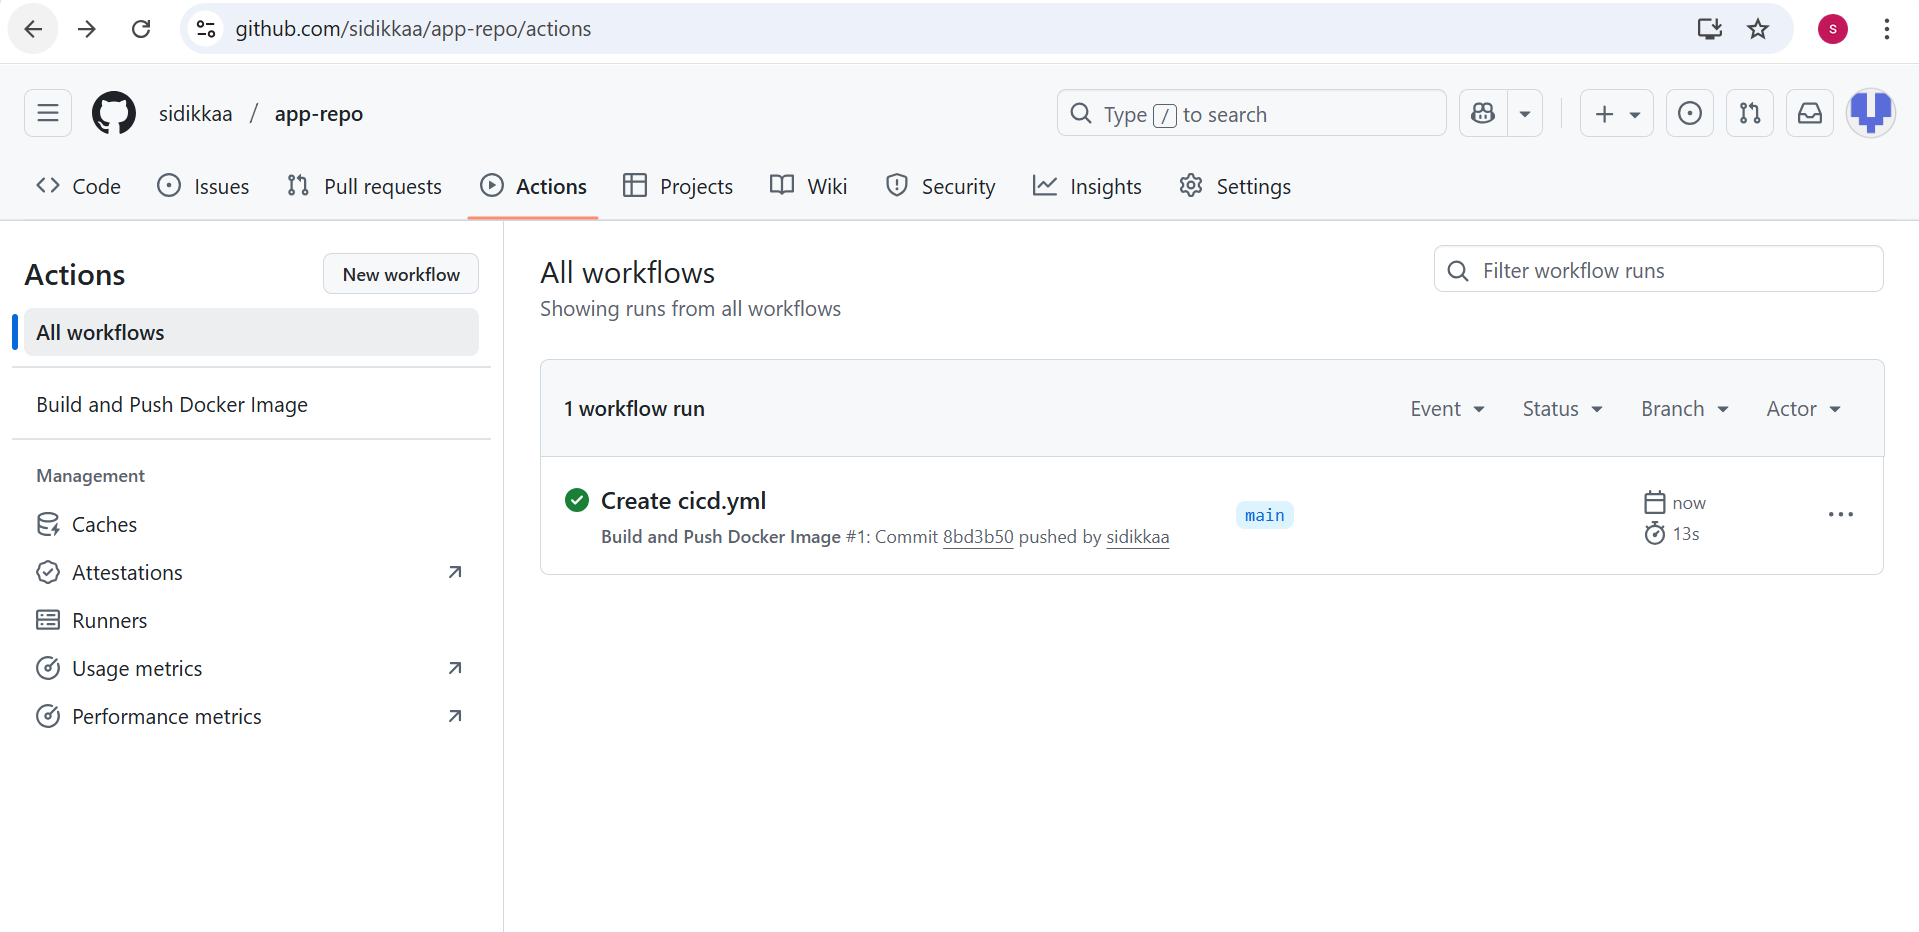 github.com/sidikkaa/app-repo/actions
s
sidikkaa / app-repo
Type / to search
Code
Issues
Pull requests
Actions
Projects
Wiki
Security
Insights
Settings
Actions
New workflow
All workflows
Build and Push Docker Image
Management
Caches
Attestations
Runners
Usage metrics
Performance metrics
All workflows
Showing runs from all workflows
Filter workflow runs
1 workflow run
Event
Status
Branch
Actor
Create cicd.yml
Build and Push Docker Image #1: Commit 8bd3b50 pushed by sidikkaa
main
now
13s